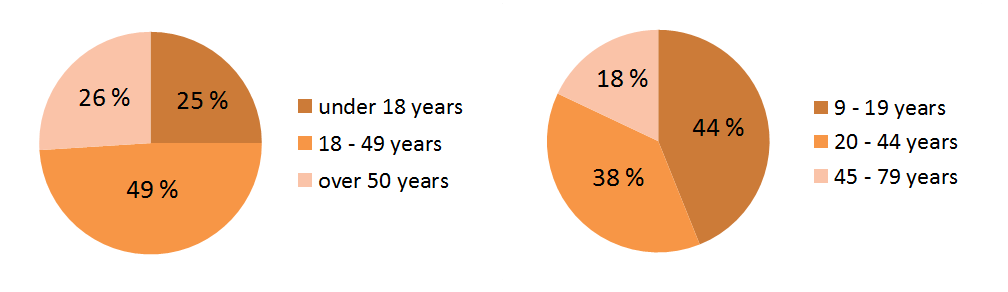 26 %
25 %
49 %
under 18 years
18 - 49 years
over 50 years
18 %
44 %
38 %
9 - 19 years
20 - 44 years
45 - 79 years